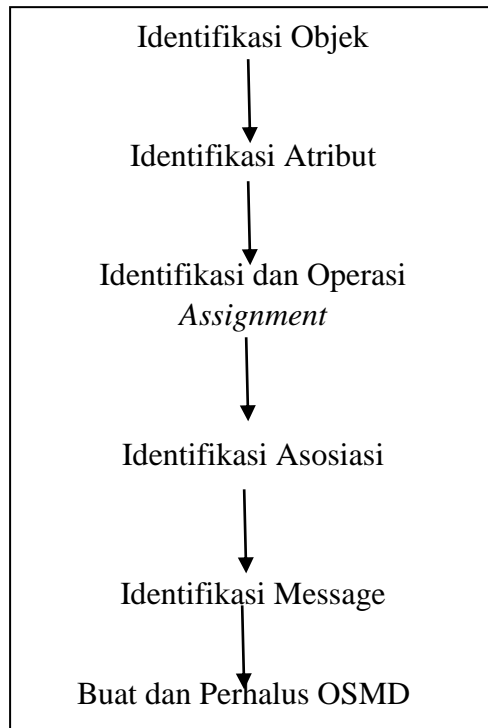 Identifikasi Objek
Identifikasi Atribut
Identifikasi dan Operasi
Assignment
Identifikasi Asosiasi
Identifikasi Message
Buat dan Perhalus OSMD